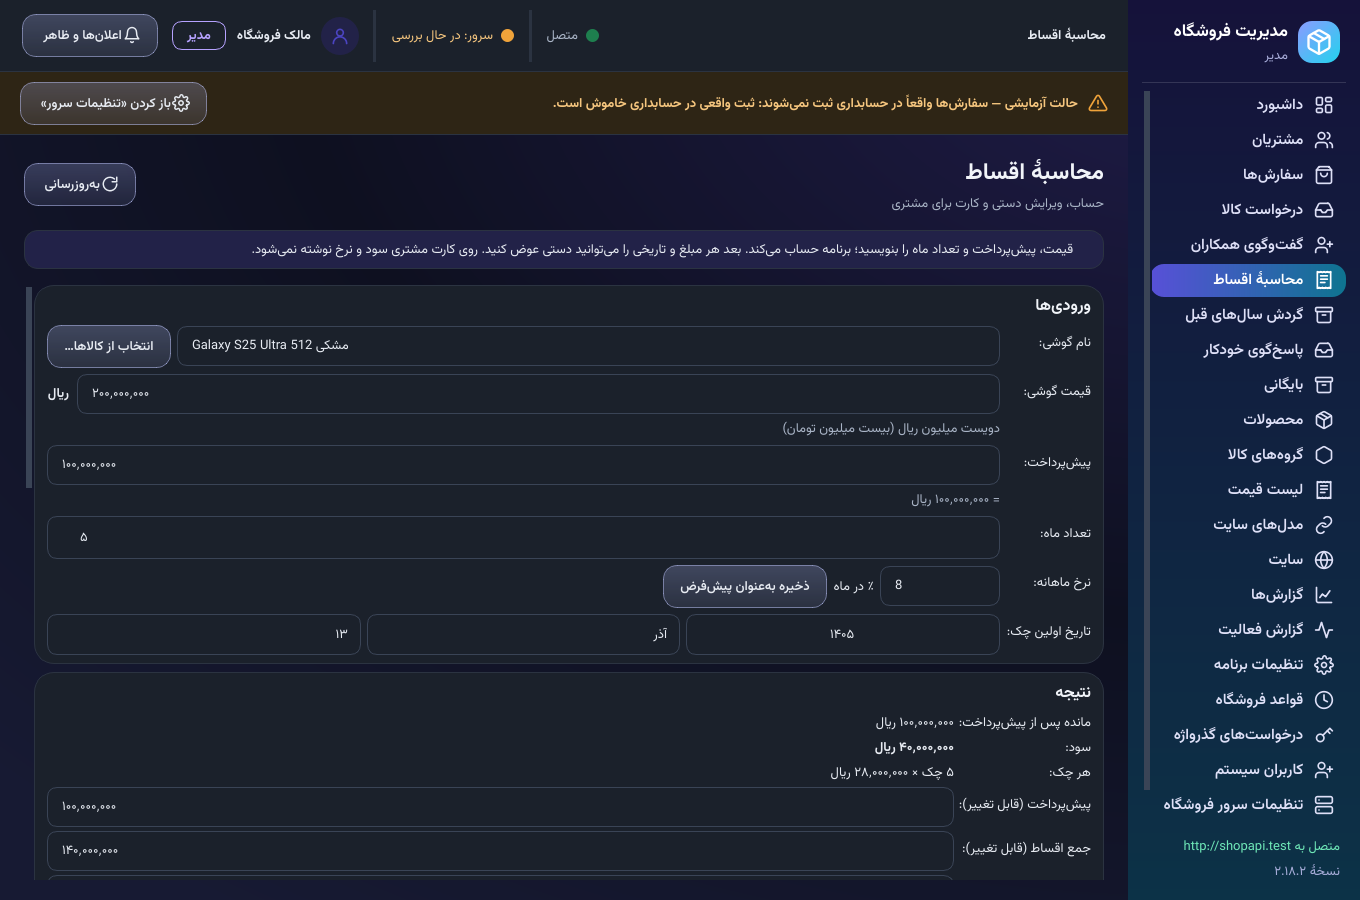 مدیریت فروشگاه
مدیر
داشبورد
مشتریان
سفارش‌ها
درخواست کالا
گفت‌وگوی همکاران
محاسبهٔ اقساط
گردش سال‌های قبل
پاسخ‌گوی خودکار
بایگانی
محصولات
گروه‌های کالا
لیست قیمت
مدل‌های سایت
سایت
گزارش‌ها
گزارش فعالیت
تنظیمات برنامه
قواعد فروشگاه
درخواست‌های گذرواژه
کاربران سیستم
تنظیمات سرور فروشگاه
متصل به http://shopapi.test
نسخهٔ ۲.۱۸.۲
محاسبهٔ اقساط
متصل
سرور: در حال بررسی
مالک فروشگاه
مدیر
اعلان‌ها و ظاهر
حالت آزمایشی — سفارش‌ها واقعاً در حسابداری ثبت نمی‌شوند: ثبت واقعی در حسابداری خاموش است.
باز کردن «تنظیمات سرور»
محاسبهٔ اقساط
حساب، ویرایش دستی و کارت برای مشتری
به‌روزرسانی
قیمت، پیش‌پرداخت و تعداد ماه را بنویسید؛ برنامه حساب می‌کند. بعد هر مبلغ و تاریخی را می‌توانید دستی عوض کنید. روی کارت مشتری سود و نرخ نوشته نمی‌شود.
ورودی‌ها
نام گوشی:
Galaxy S25 Ultra 512 مشکی
انتخاب از کالاها...
قیمت گوشی:
۲۰۰,۰۰۰,۰۰۰
ریال
دویست میلیون ریال (بیست میلیون تومان)
پیش‌پرداخت:
۱۰۰,۰۰۰,۰۰۰
= ۱۰۰,۰۰۰,۰۰۰ ریال
تعداد ماه:
۵
نرخ ماهانه:
8
٪ در ماه
ذخیره به‌عنوان پیش‌فرض
تاریخ اولین چک:
۱۴۰۵
آذر
۱۳
نتیجه
مانده پس از پیش‌پرداخت: ۱۰۰,۰۰۰,۰۰۰ ریال
سود: ۴۰,۰۰۰,۰۰۰ ریال
هر چک: ۵ چک × ۲۸,۰۰۰,۰۰۰ ریال
پیش‌پرداخت (قابل تغییر):
۱۰۰,۰۰۰,۰۰۰
جمع اقساط (قابل تغییر):
۱۴۰,۰۰۰,۰۰۰